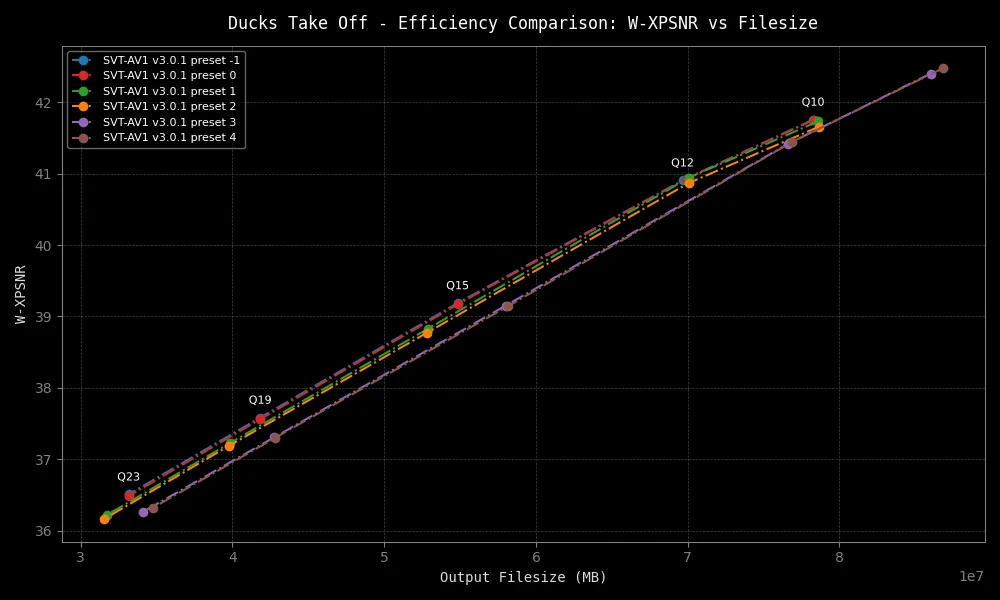 Ducks Take Off - Efficiency Comparison: W-XPSNR vs Filesize
SVT-AV1 v3.0.1 preset -1
SVT-AV1 v3.0.1 preset 0
SVT-AV1 v3.0.1 preset 1
SVT-AV1 v3.0.1 preset 2
SVT-AV1 v3.0.1 preset 3
SVT-AV1 v3.0.1 preset 4
Q10
Q12
Q15
Q19
Q23
W-XPSNR
42
41
40
39
38
37
36
3 4 5 6 7 8
1e7
Output Filesize (MB)